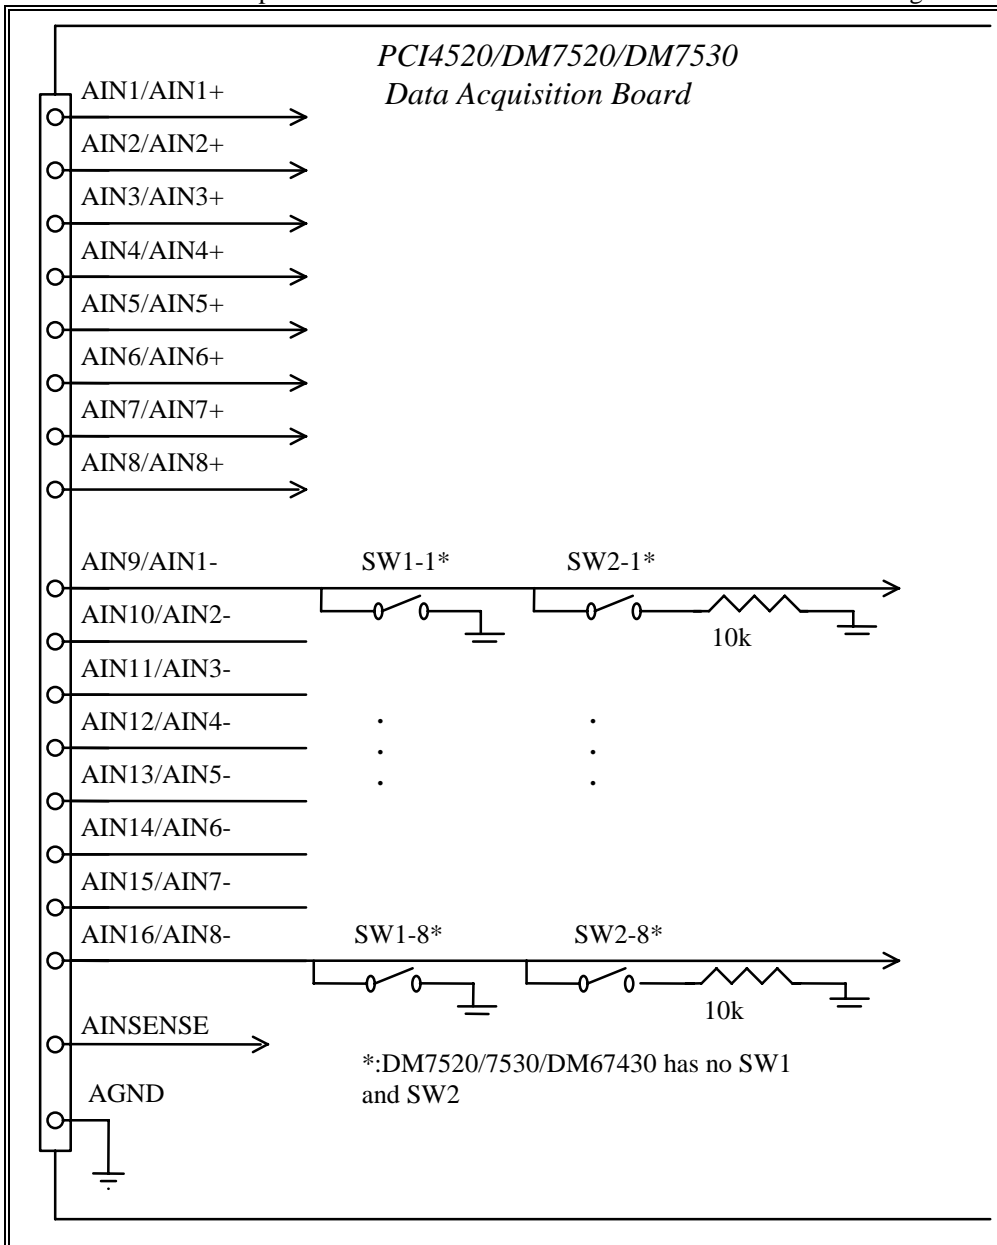 PCI4520/DM7520/DM7530
Data Acquisition Board
AIN1/AIN1+
AIN2/AIN2+
AIN3/AIN3+
AIN4/AIN4+
AIN5/AIN5+
AIN6/AIN6+
AIN7/AIN7+
AIN8/AIN8+
AIN9/AIN1- SW1-1* SW2-1*
10k
AIN10/AIN2-
AIN11/AIN3-
AIN12/AIN4-
AIN13/AIN5-
AIN14/AIN6-
AIN15/AIN7-
AIN16/AIN8- SW1-8* SW2-8*
10k
AINSENSE
*:DM7520/7530/DM67430 has no SW1
and SW2
AGND